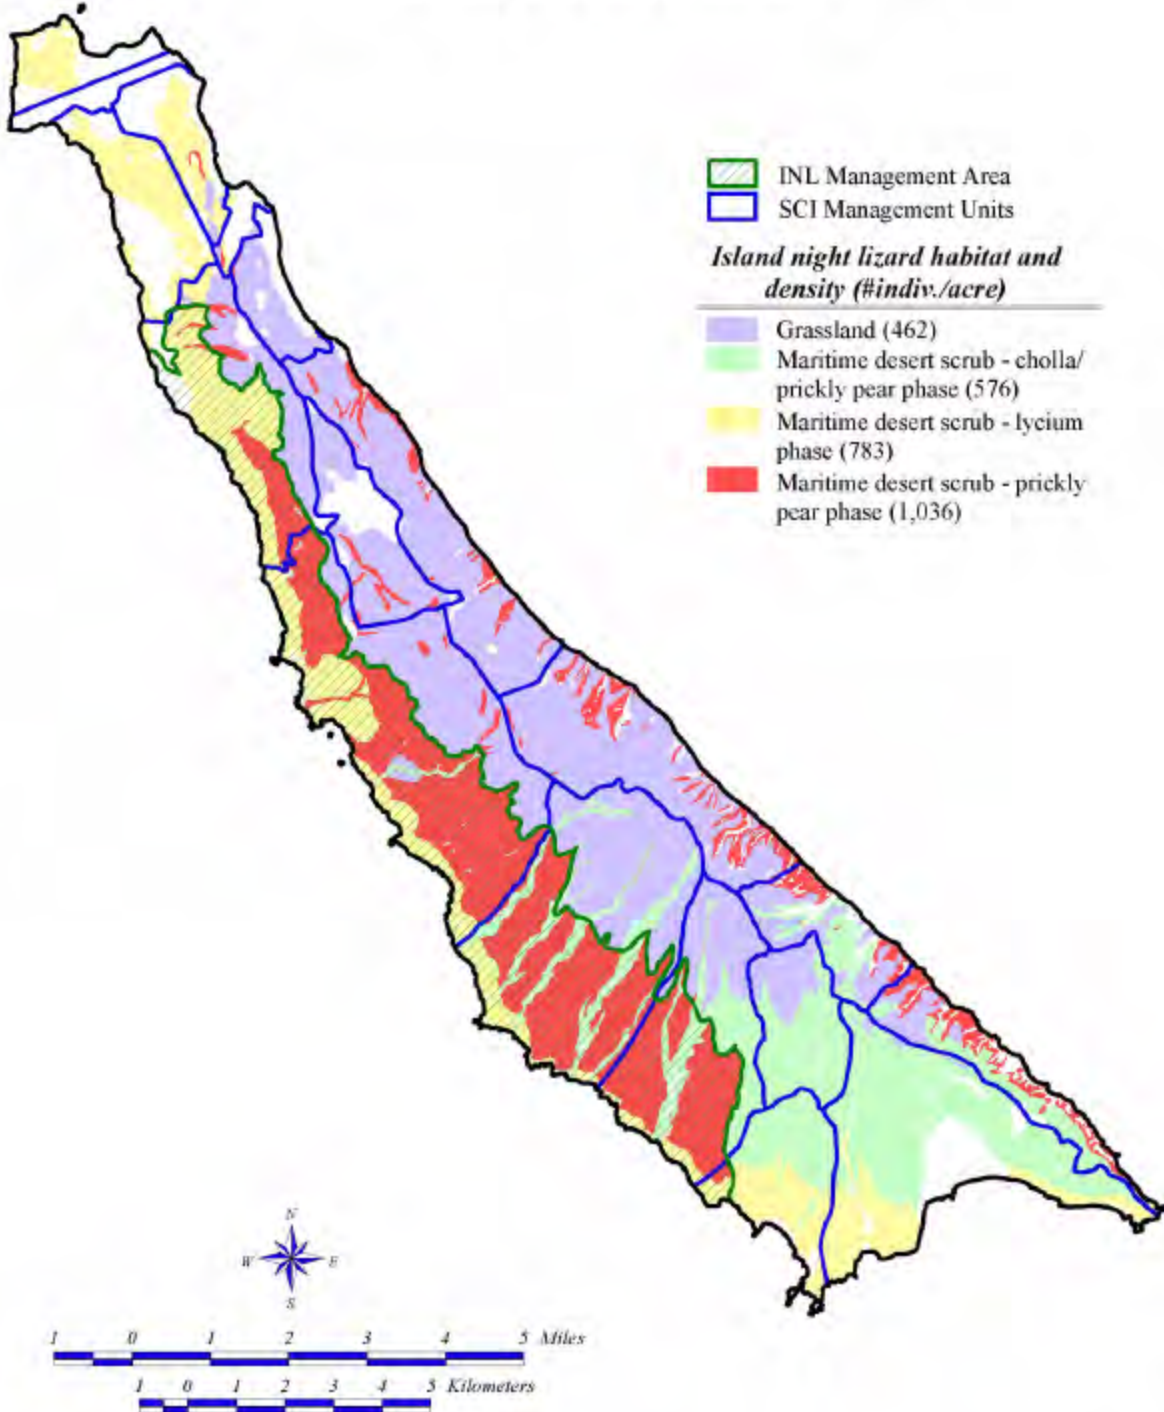 INL Management Area
SCI Management Units
Island night lizard habitat and
density (#indiv./acre)
Grassland (462)
Maritime desert scrub - cholla/
prickly pear phase (576)
Maritime desert scrub - lycium
phase (783)
Maritime desert scrub - prickly
pear phase (1,036)
N
W E
S
1 0 1 2 3 4 5 Miles
1 0 1 2 3 4 5 Kilometers